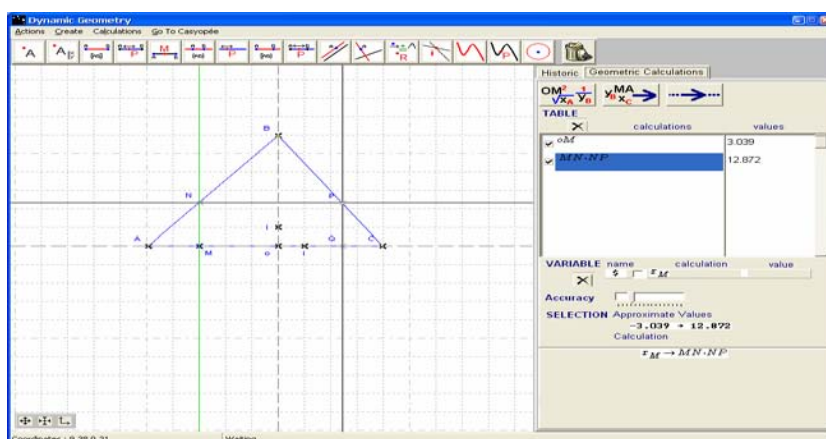 Dynamic Geometry
Actions Create Calculations Go To Casyopée
Historic Geometric Calculations
TABLE
calculations values
oM 3.039
MN·NP 12.872
VARIABLE name calculation value
x_M
Accuracy
SELECTION Approximate Values
-3.039 → 12.872
Calculation
x_M → MN·NP
B
N P
A M o i Q C
Waiting